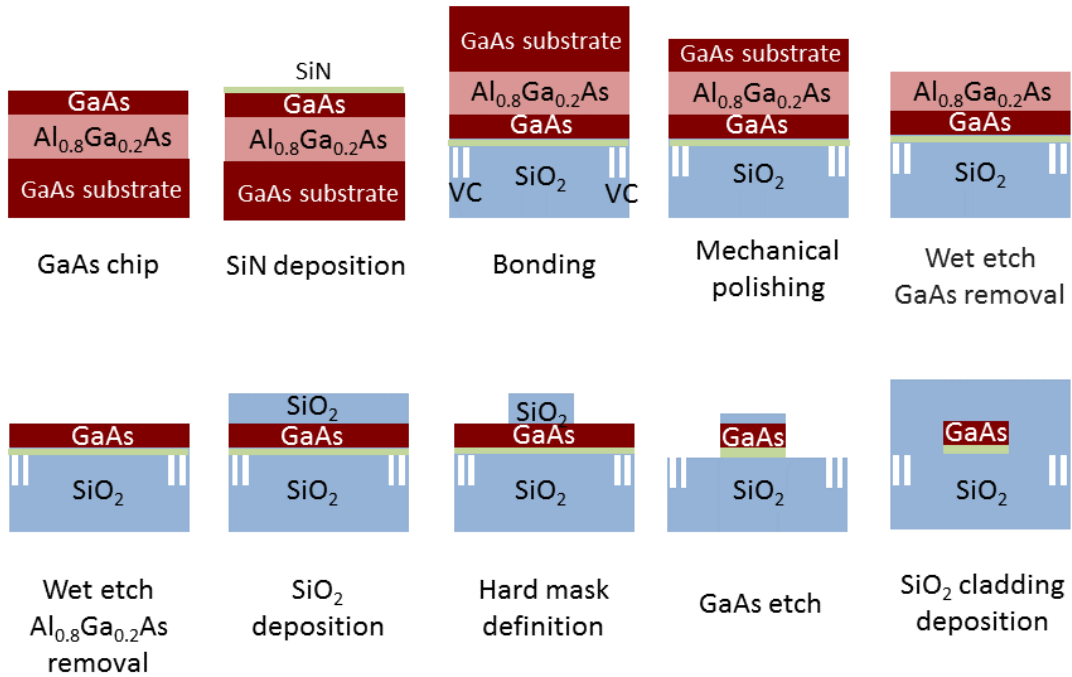 GaAs
Al₀.₈Ga₀.₂As
GaAs substrate
GaAs chip
SiN
GaAs
Al₀.₈Ga₀.₂As
GaAs substrate
SiN deposition
GaAs substrate
Al₀.₈Ga₀.₂As
GaAs
VC SiO₂ VC
Bonding
GaAs substrate
Al₀.₈Ga₀.₂As
GaAs
SiO₂
Mechanical
polishing
Al₀.₈Ga₀.₂As
GaAs
SiO₂
Wet etch
GaAs removal
GaAs
SiO₂
Wet etch
Al₀.₈Ga₀.₂As
removal
SiO₂
GaAs
SiO₂
SiO₂
deposition
SiO₂
GaAs
SiO₂
Hard mask
definition
GaAs
SiO₂
GaAs etch
GaAs
SiO₂
SiO₂ cladding
deposition